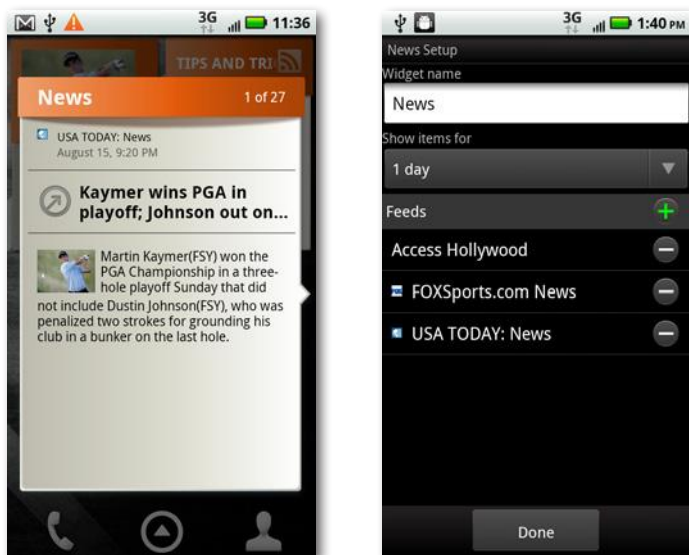 3G 11:36
TIPS AND TRI
News 1 of 27
USA TODAY: News
August 15, 9:20 PM
Kaymer wins PGA in
playoff; Johnson out on...
Martin Kaymer(FSY) won the
PGA Championship in a three-
hole playoff Sunday that did
not include Dustin Johnson(FSY), who was
penalized two strokes for grounding his
club in a bunker on the last hole.
3G 1:40 PM
News Setup
Widget name
News
Show items for
1 day
Feeds
Access Hollywood
FOXSports.com News
USA TODAY: News
Done